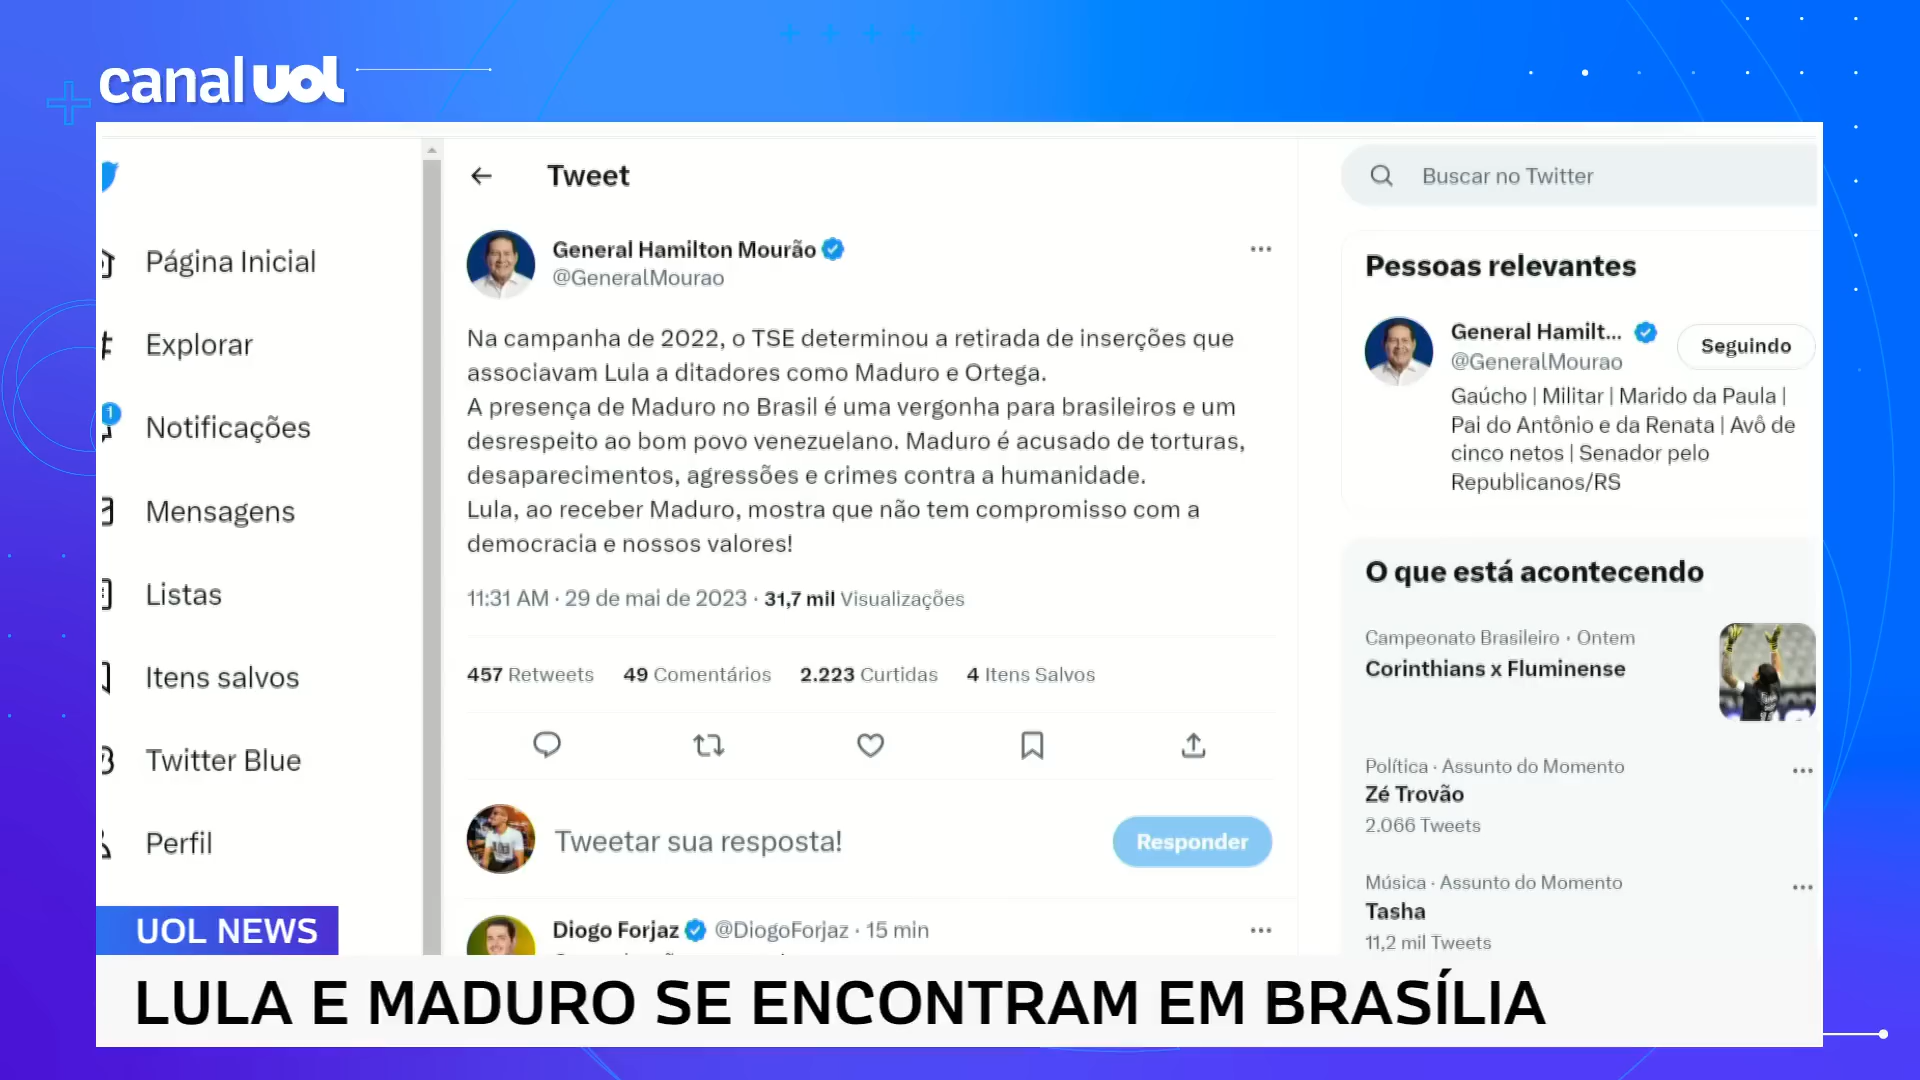 canal uol
Página Inicial
Explorar
1
Notificações
Mensagens
Listas
Itens salvos
Twitter Blue
Perfil
Tweet
General Hamilton Mourão
@GeneralMourao
Na campanha de 2022, o TSE determinou a retirada de inserções que
associavam Lula a ditadores como Maduro e Ortega.
A presença de Maduro no Brasil é uma vergonha para brasileiros e um
desrespeito ao bom povo venezuelano. Maduro é acusado de torturas,
desaparecimentos, agressões e crimes contra a humanidade.
Lula, ao receber Maduro, mostra que não tem compromisso com a
democracia e nossos valores!
11:31 AM · 29 de mai de 2023 · 31,7 mil Visualizações
457 Retweets 49 Comentários 2.223 Curtidas 4 Itens Salvos
Tweetar sua resposta!
Responder
Diogo Forjaz @DiogoForjaz · 15 min
Buscar no Twitter
Pessoas relevantes
General Hamilt...
@GeneralMourao
Seguindo
Gaúcho | Militar | Marido da Paula |
Pai do Antônio e da Renata | Avô de
cinco netos | Senador pelo
Republicanos/RS
O que está acontecendo
Campeonato Brasileiro · Ontem
Corinthians x Fluminense
Política · Assunto do Momento
Zé Trovão
2.066 Tweets
Música · Assunto do Momento
Tasha
11,2 mil Tweets
UOL NEWS
LULA E MADURO SE ENCONTRAM EM BRASÍLIA